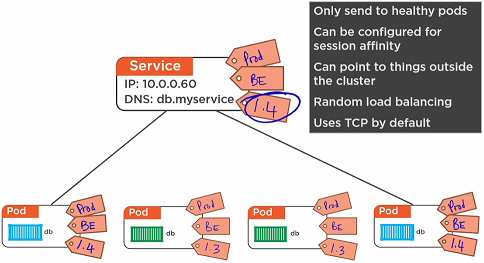 Only send to healthy pods
Can be configured for
session affinity
Can point to things outside
the cluster
Random load balancing
Uses TCP by default
Service
IP: 10.0.0.60
DNS: db.myservice
Prod
BE
1.4
Pod
db
Prod
BE
1.4
Pod
db
Prod
BE
1.3
Pod
db
Prod
BE
1.3
Pod
db
Prod
BE
1.4